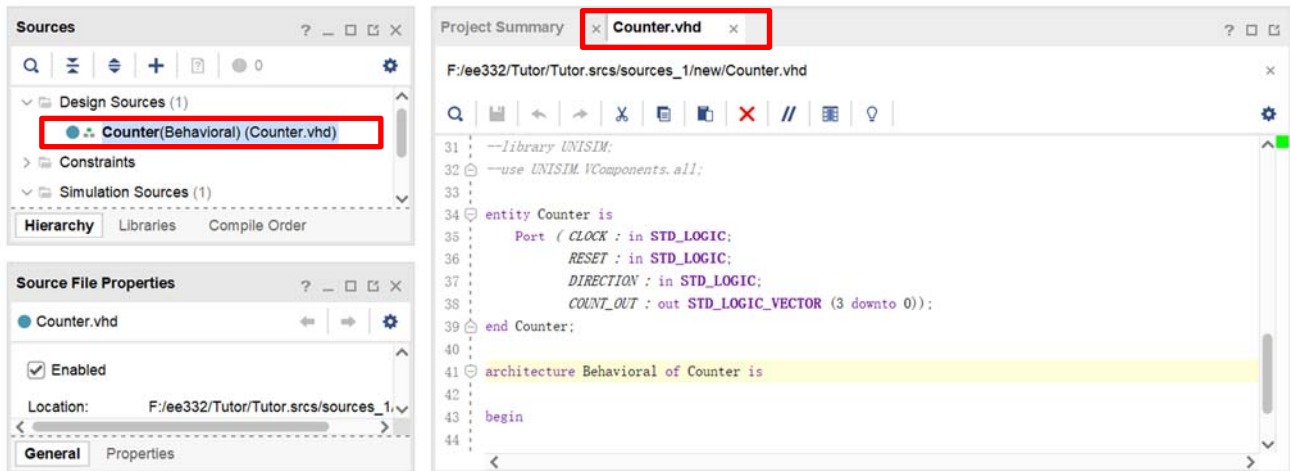 Sources
? _
0
Design Sources (1)
Counter(Behavioral) (Counter.vhd)
Constraints
Simulation Sources (1)
Hierarchy Libraries Compile Order
Source File Properties
? _
Counter.vhd
Enabled
Location: F:/ee332/Tutor/Tutor.srcs/sources_1/
General Properties
Project Summary × Counter.vhd ×
?
F:/ee332/Tutor/Tutor.srcs/sources_1/new/Counter.vhd
//
31 --library UNISIM;
32 --use UNISIM.VComponents.all;
33
34 entity Counter is
35 Port ( CLOCK : in STD_LOGIC;
36 RESET : in STD_LOGIC;
37 DIRECTION : in STD_LOGIC;
38 COUNT_OUT : out STD_LOGIC_VECTOR (3 downto 0));
39 end Counter;
40
41 architecture Behavioral of Counter is
42
43 begin
44